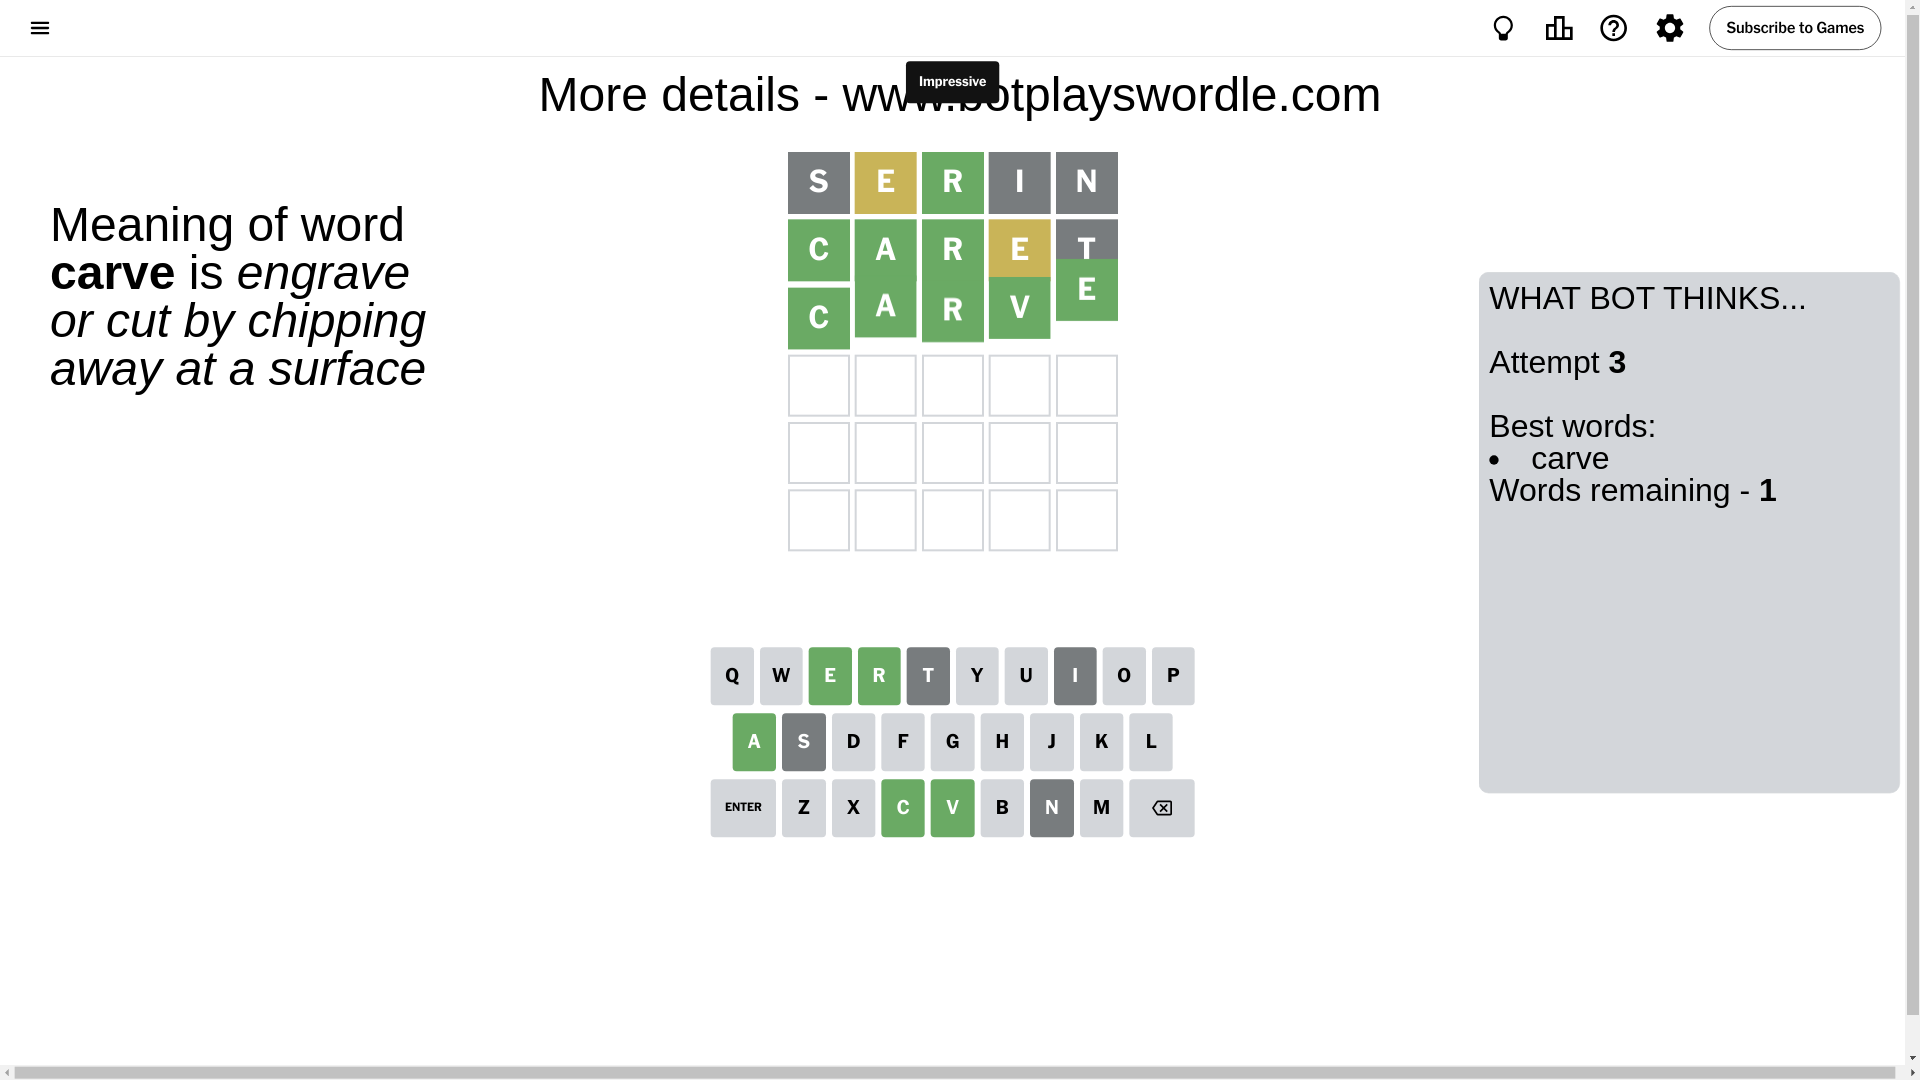 Subscribe to Games
Impressive
More details - www.botplayswordle.com
Meaning of word
carve is engrave
or cut by chipping
away at a surface
S E R I N
C A R E T
C A R V E
WHAT BOT THINKS...
Attempt 3
Best words:
• carve
Words remaining - 1
Q W E R T Y U I O P
A S D F G H J K L
ENTER Z X C V B N M